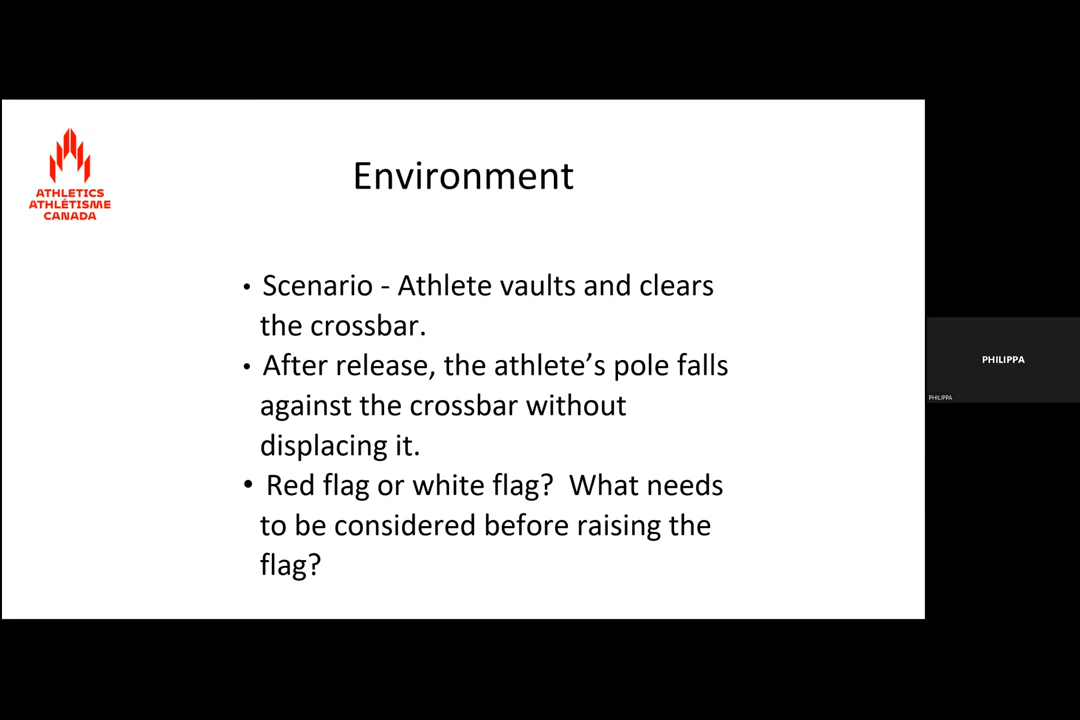 ATHLETICS
ATHLÉTISME
CANADA
Environment
• Scenario - Athlete vaults and clears
the crossbar.
• After release, the athlete’s pole falls
against the crossbar without
displacing it.
• Red flag or white flag?  What needs
to be considered before raising the
flag?
PHILIPPA
PHILIPPA